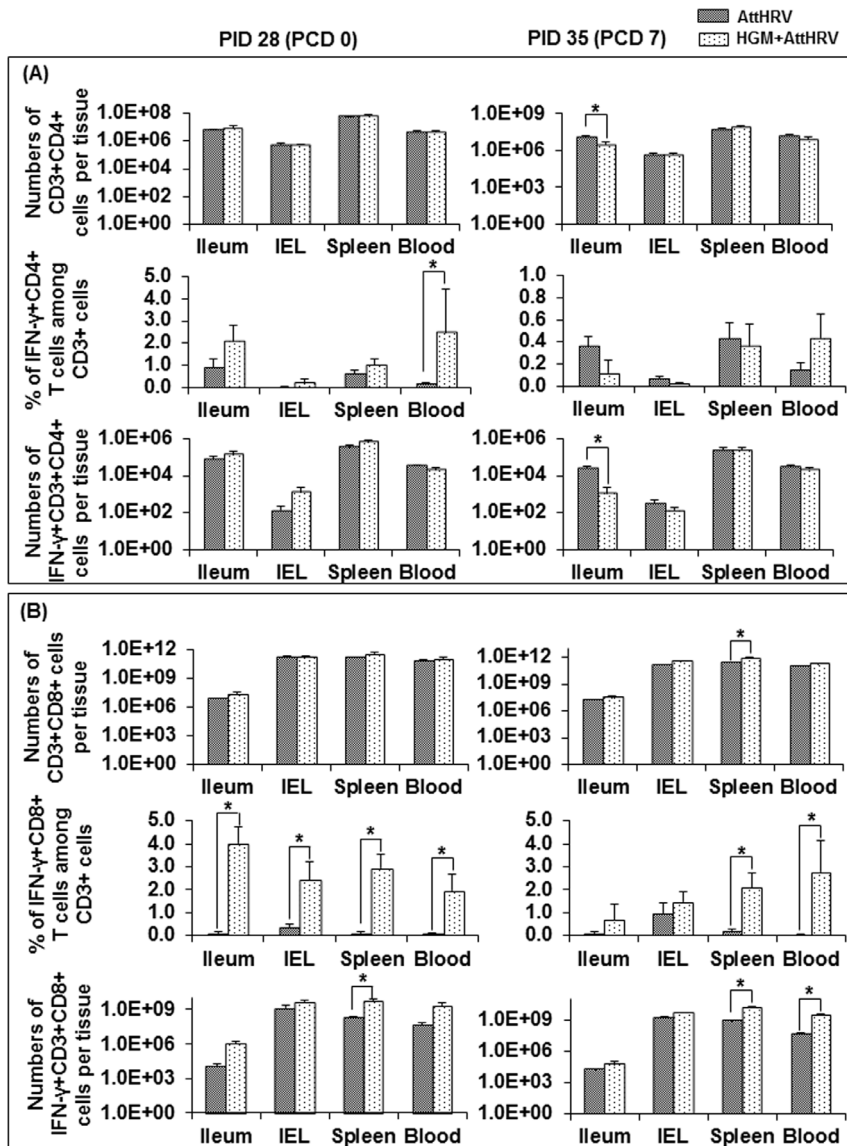 AttHRV
HGM+AttHRV
PID 28 (PCD 0)
PID 35 (PCD 7)
(A)
Numbers of
CD3+CD4+
cells per tissue
1.0E+08
1.0E+06
1.0E+04
1.0E+02
1.0E+00
Ileum IEL Spleen Blood
1.0E+09
1.0E+06
1.0E+03
1.0E+00
*
Ileum IEL Spleen Blood
% of IFN-γ+CD4+
T cells among
CD3+ cells
5.0
4.0
3.0
2.0
1.0
0.0
*
Ileum IEL Spleen Blood
1.0
0.8
0.6
0.4
0.2
0.0
Ileum IEL Spleen Blood
Numbers of
IFN-γ+CD3+CD4+
cells per tissue
1.0E+06
1.0E+04
1.0E+02
1.0E+00
Ileum IEL Spleen Blood
1.0E+06
1.0E+04
1.0E+02
1.0E+00
*
Ileum IEL Spleen Blood
(B)
Numbers of
CD3+CD8+ cells
per tissue
1.0E+12
1.0E+09
1.0E+06
1.0E+03
1.0E+00
Ileum IEL Spleen Blood
1.0E+12
1.0E+09
1.0E+06
1.0E+03
1.0E+00
*
Ileum IEL Spleen Blood
% of IFN-γ+CD8+
T cells among
CD3+ cells
5.0
4.0
3.0
2.0
1.0
0.0
* * * *
Ileum IEL Spleen Blood
5.0
4.0
3.0
2.0
1.0
0.0
* *
Ileum IEL Spleen Blood
Numbers of
IFN-γ+CD3+CD8+
cells per tissue
1.0E+09
1.0E+06
1.0E+03
1.0E+00
*
Ileum IEL Spleen Blood
1.0E+09
1.0E+06
1.0E+03
1.0E+00
* *
Ileum IEL Spleen Blood